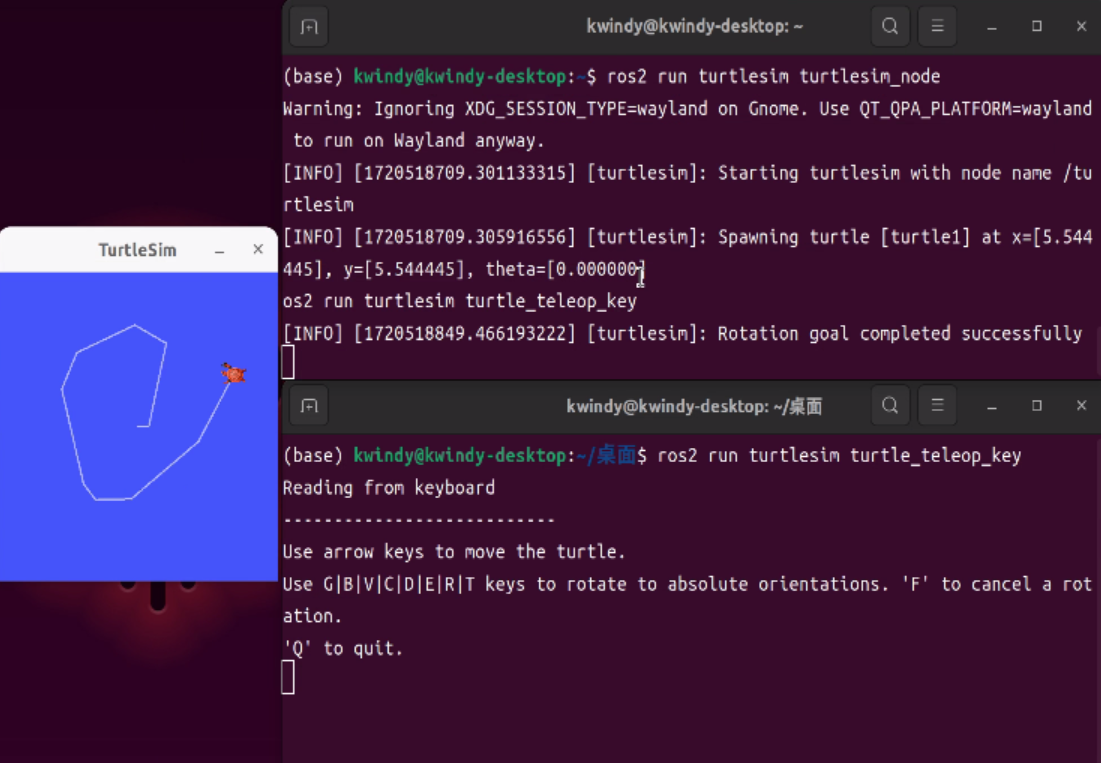 kwindy@kwindy-desktop: ~
(base) kwindy@kwindy-desktop:~$ ros2 run turtlesim turtlesim_node
Warning: Ignoring XDG_SESSION_TYPE=wayland on Gnome. Use QT_QPA_PLATFORM=wayland
 to run on Wayland anyway.
[INFO] [1720518709.301133315] [turtlesim]: Starting turtlesim with node name /tu
rtlesim
[INFO] [1720518709.305916556] [turtlesim]: Spawning turtle [turtle1] at x=[5.544
445], y=[5.544445], theta=[0.000000]
os2 run turtlesim turtle_teleop_key
[INFO] [1720518849.466193222] [turtlesim]: Rotation goal completed successfully
TurtleSim
kwindy@kwindy-desktop: ~/桌面
(base) kwindy@kwindy-desktop:~/桌面$ ros2 run turtlesim turtle_teleop_key
Reading from keyboard
---------------------------
Use arrow keys to move the turtle.
Use G|B|V|C|D|E|R|T keys to rotate to absolute orientations. 'F' to cancel a rot
ation.
'Q' to quit.